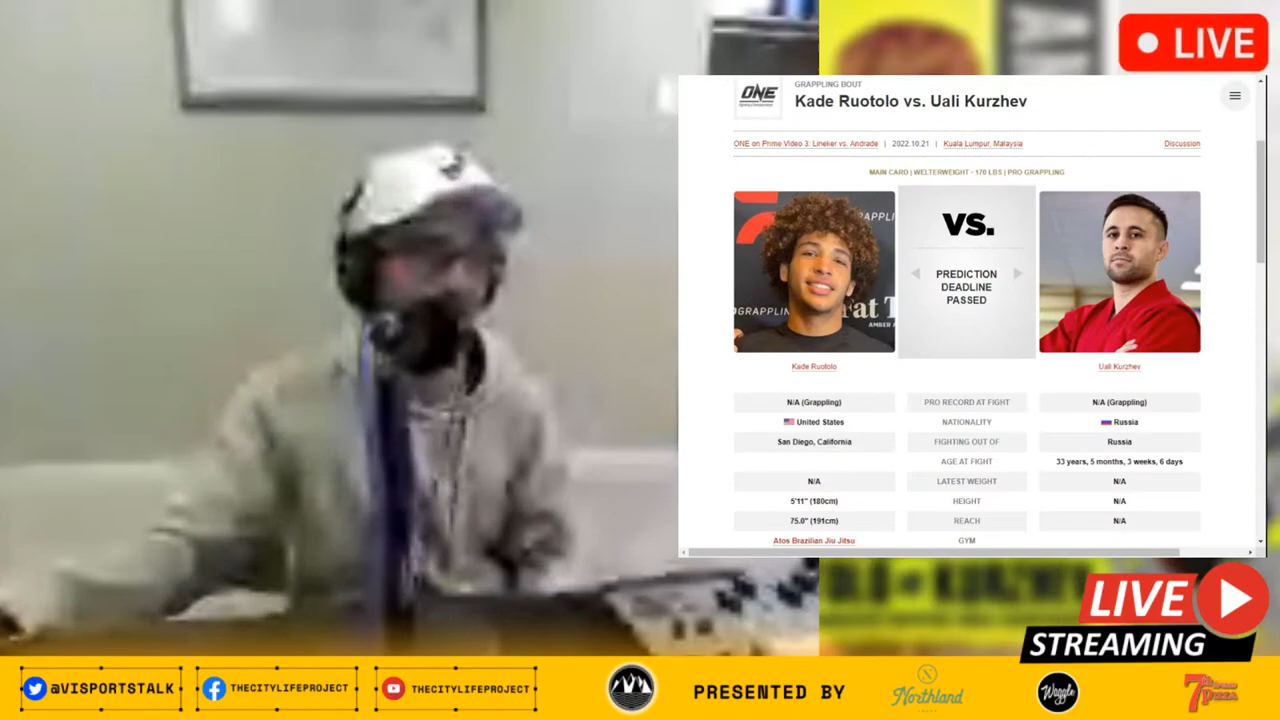 LIVE
ONE
GRAPPLING BOUT
Kade Ruotolo vs. Uali Kurzhev
ONE on Prime Video 3: Lineker vs. Andrade | 2022.10.21 | Kuala Lumpur, Malaysia
Discussion
MAIN CARD | WELTERWEIGHT · 170 LBS | PRO GRAPPLING
VS.
PREDICTION
DEADLINE
PASSED
Fat T
Kade Ruotolo
Uali Kurzhev
N/A (Grappling) PRO RECORD AT FIGHT N/A (Grappling)
United States NATIONALITY Russia
San Diego, California FIGHTING OUT OF Russia
AGE AT FIGHT 33 years, 5 months, 3 weeks, 6 days
N/A LATEST WEIGHT N/A
5'11" (180cm) HEIGHT N/A
75.0" (191cm) REACH N/A
Atos Brazilian Jiu Jitsu GYM
LIVE
STREAMING
@VISPORTSTALK
THECITYLIFEPROJECT
THECITYLIFEPROJECT
PRESENTED BY
Northland
Waggle